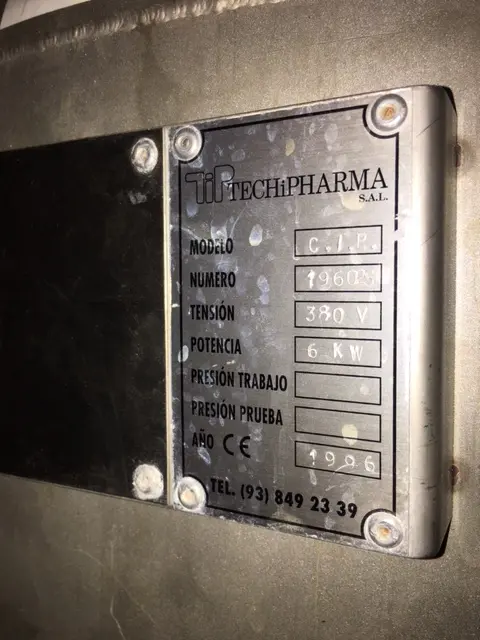 TiP TECHiPHARMA
S.A.L.
MODELO C.I.P.
NUMERO
TENSIÓN 380 V
POTENCIA 6 KW
PRESIÓN TRABAJO
PRESIÓN PRUEBA
AÑO CE 1996
TEL. (93) 849 23 39